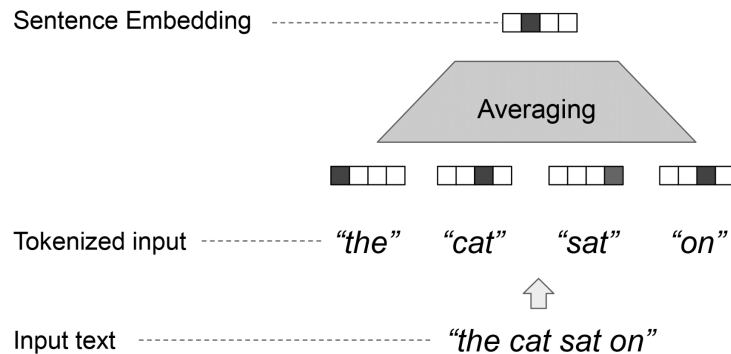 Sentence Embedding
Averaging
Tokenized input “the” “cat” “sat” “on”
Input text “the cat sat on”